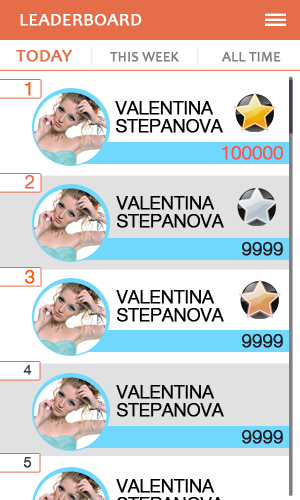 LEADERBOARD
TODAY
THIS WEEK
ALL TIME
1
VALENTINA
STEPANOVA
100000
2
VALENTINA
STEPANOVA
9999
3
VALENTINA
STEPANOVA
9999
4
VALENTINA
STEPANOVA
9999
5
VALENTINA